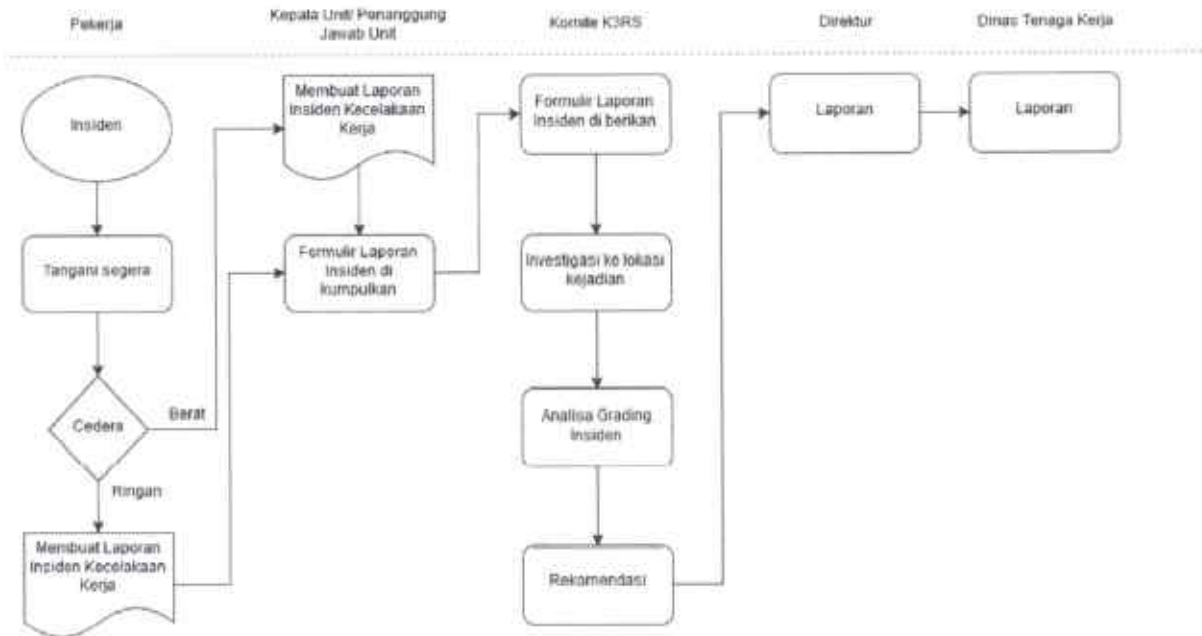 Pekerja
Kepala Unit/ Penanggung
Jawab Unit
Komite K3RS
Direktur
Dinas Tenaga Kerja
Insiden
Membuat Laporan
Insiden Kecelakaan
Kerja
Formulir Laporan
Insiden di berikan
Laporan
Laporan
Tangani segera
Formulir Laporan
Insiden di
kumpulkan
Investigasi ke lokasi
kejadian
Cedera
Berat
Analisa Grading
Insiden
Ringan
Membuat Laporan
Insiden Kecelakaan
Kerja
Rekomendasi